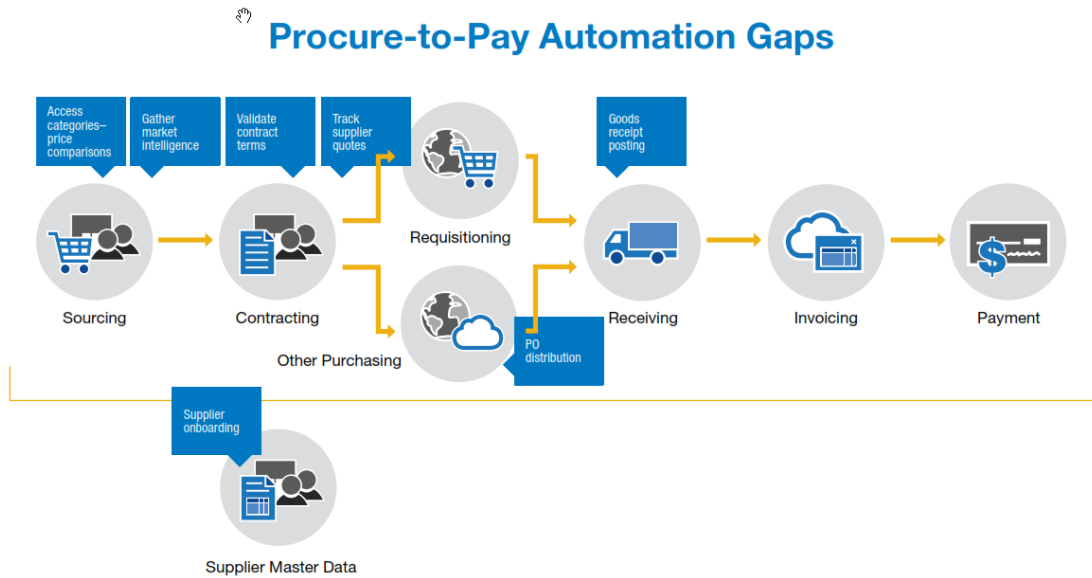 Procure-to-Pay Automation Gaps
Access
categories–
price
comparisons
Gather
market
intelligence
Validate
contract
terms
Track
supplier
quotes
Goods
receipt
posting
Requisitioning
Sourcing
Contracting
Receiving
Invoicing
$
Payment
Other Purchasing
PO
distribution
Supplier
onboarding
Supplier Master Data